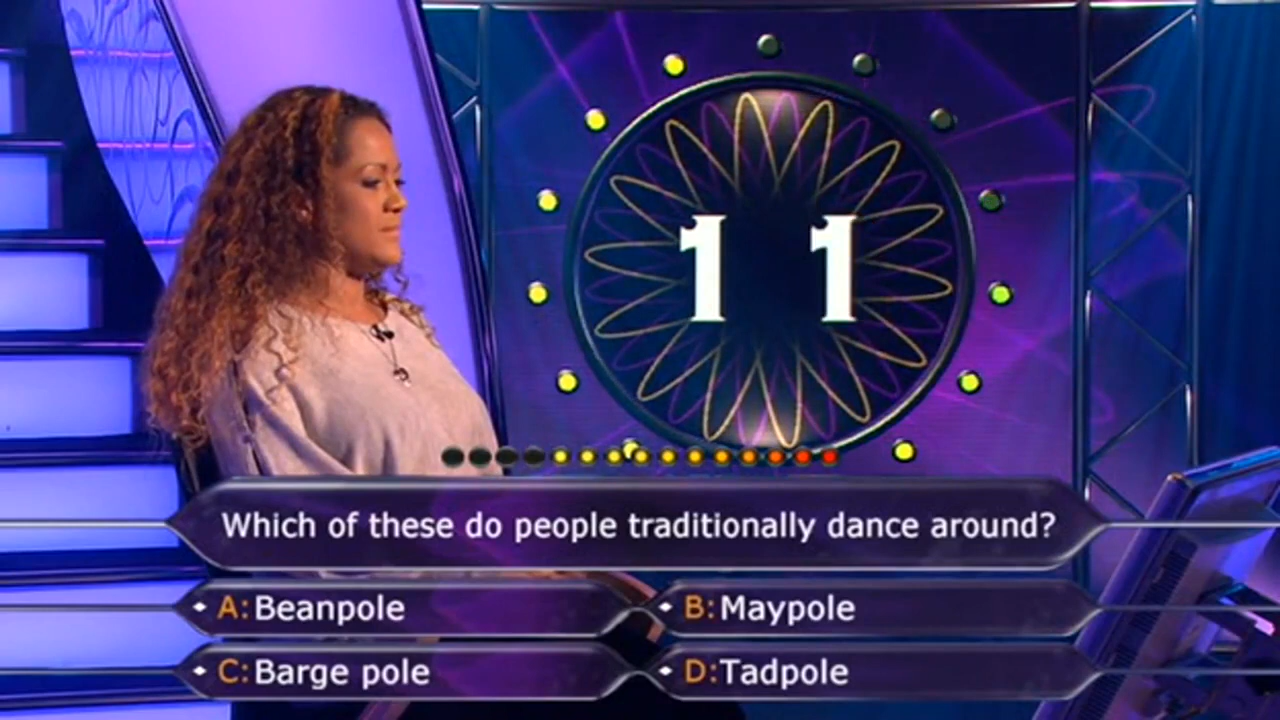 11
Which of these do people traditionally dance around?
A: Beanpole
B: Maypole
C: Barge pole
D: Tadpole